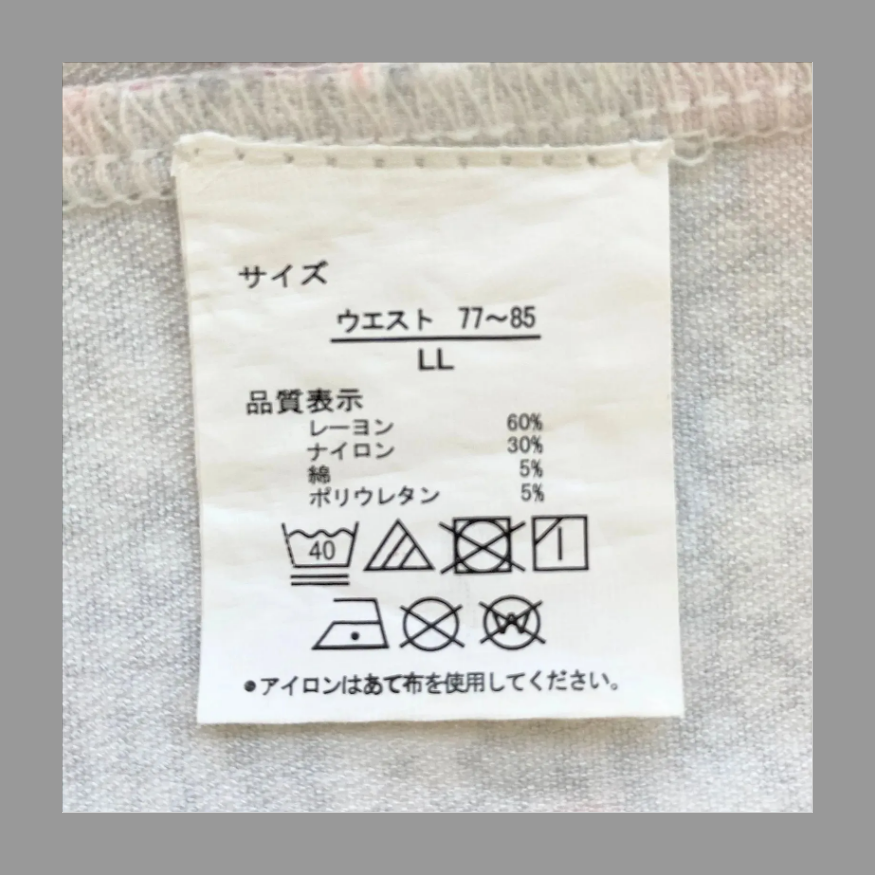 サイズ
ウエスト 77～85
LL
品質表示
レーヨン 60%
ナイロン 30%
綿 5%
ポリウレタン 5%
40
W
●アイロンはあて布を使用してください。